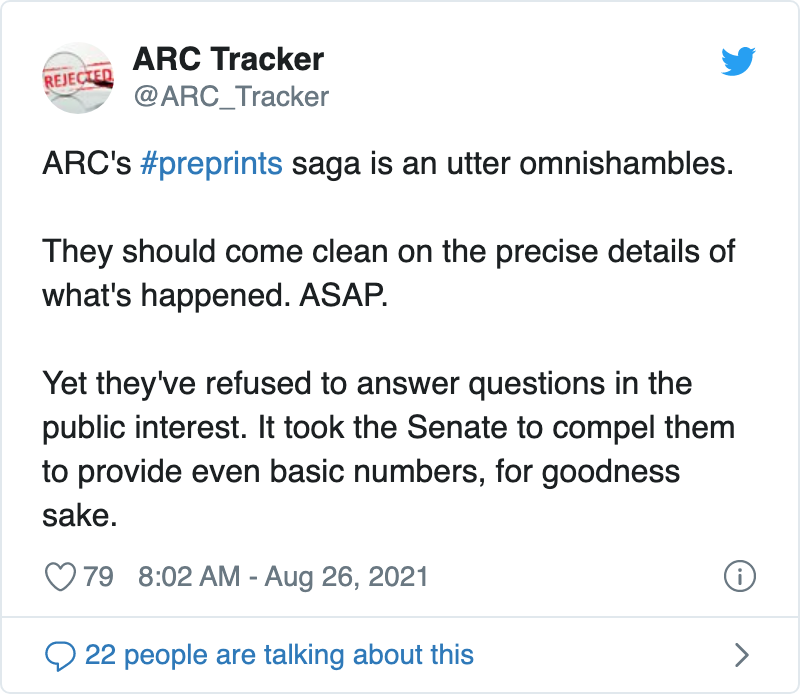 ARC Tracker
REJECTED
@ARC_Tracker
ARC's #preprints saga is an utter omnishambles.
They should come clean on the precise details of
what's happened. ASAP.
Yet they've refused to answer questions in the
public interest. It took the Senate to compel them
to provide even basic numbers, for goodness
sake.
79 8:02 AM - Aug 26, 2021
22 people are talking about this